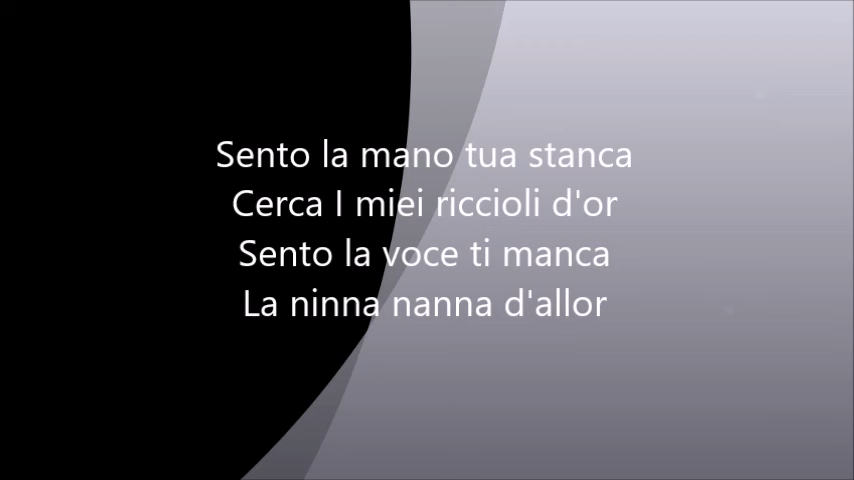 Sento la mano tua stanca
Cerca I miei riccioli d'or
Sento la voce ti manca
La ninna nanna d'allor